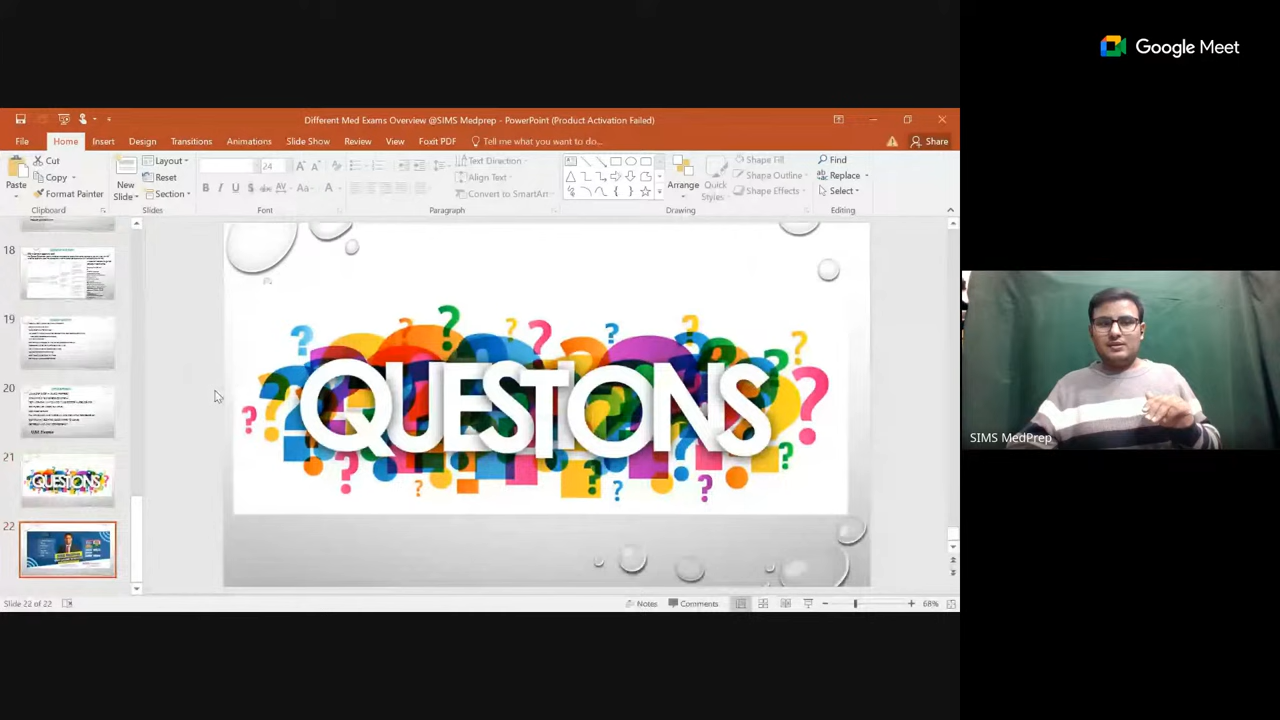 Google Meet
Different Med Exams Overview @SIMS Medprep - PowerPoint (Product Activation Failed)
File Home Insert Design Transitions Animations Slide Show Review View Foxit PDF Tell me what you want to do... Share
Paste
Cut
Copy
Format Painter
Clipboard
New
Slide
Layout
Reset
Section
Slides
24
B I U S abc AV Aa A
Font
Text Direction
Align Text
Convert to SmartArt
Paragraph
Arrange
Quick
Styles
Shape Fill
Shape Outline
Shape Effects
Drawing
Find
Replace
Select
Editing
18
19
20
21
QUESTIONS
22
QUESTIONS
SIMS MedPrep
Slide 22 of 22
Notes Comments 68%